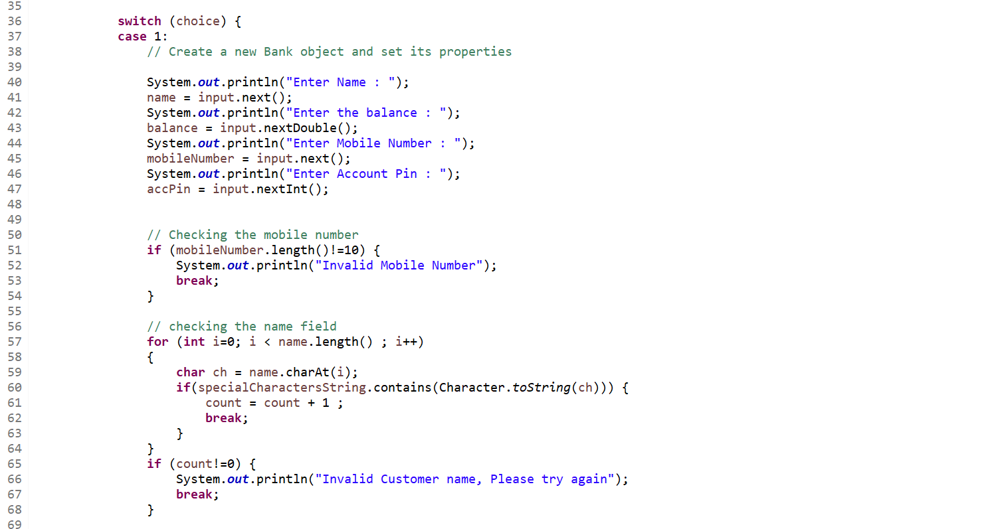 35
36 switch (choice) {
37 case 1:
38 // Create a new Bank object and set its properties
39
40 System.out.println("Enter Name : ");
41 name = input.next();
42 System.out.println("Enter the balance : ");
43 balance = input.nextDouble();
44 System.out.println("Enter Mobile Number : ");
45 mobileNumber = input.next();
46 System.out.println("Enter Account Pin : ");
47 accPin = input.nextInt();
48
49
50 // Checking the mobile number
51 if (mobileNumber.length()!=10) {
52 System.out.println("Invalid Mobile Number");
53 break;
54 }
55
56 // checking the name field
57 for (int i=0; i < name.length() ; i++)
58 {
59 char ch = name.charAt(i);
60 if(specialCharactersString.contains(Character.toString(ch))) {
61 count = count + 1 ;
62 break;
63 }
64 }
65 if (count!=0) {
66 System.out.println("Invalid Customer name, Please try again");
67 break;
68 }
69